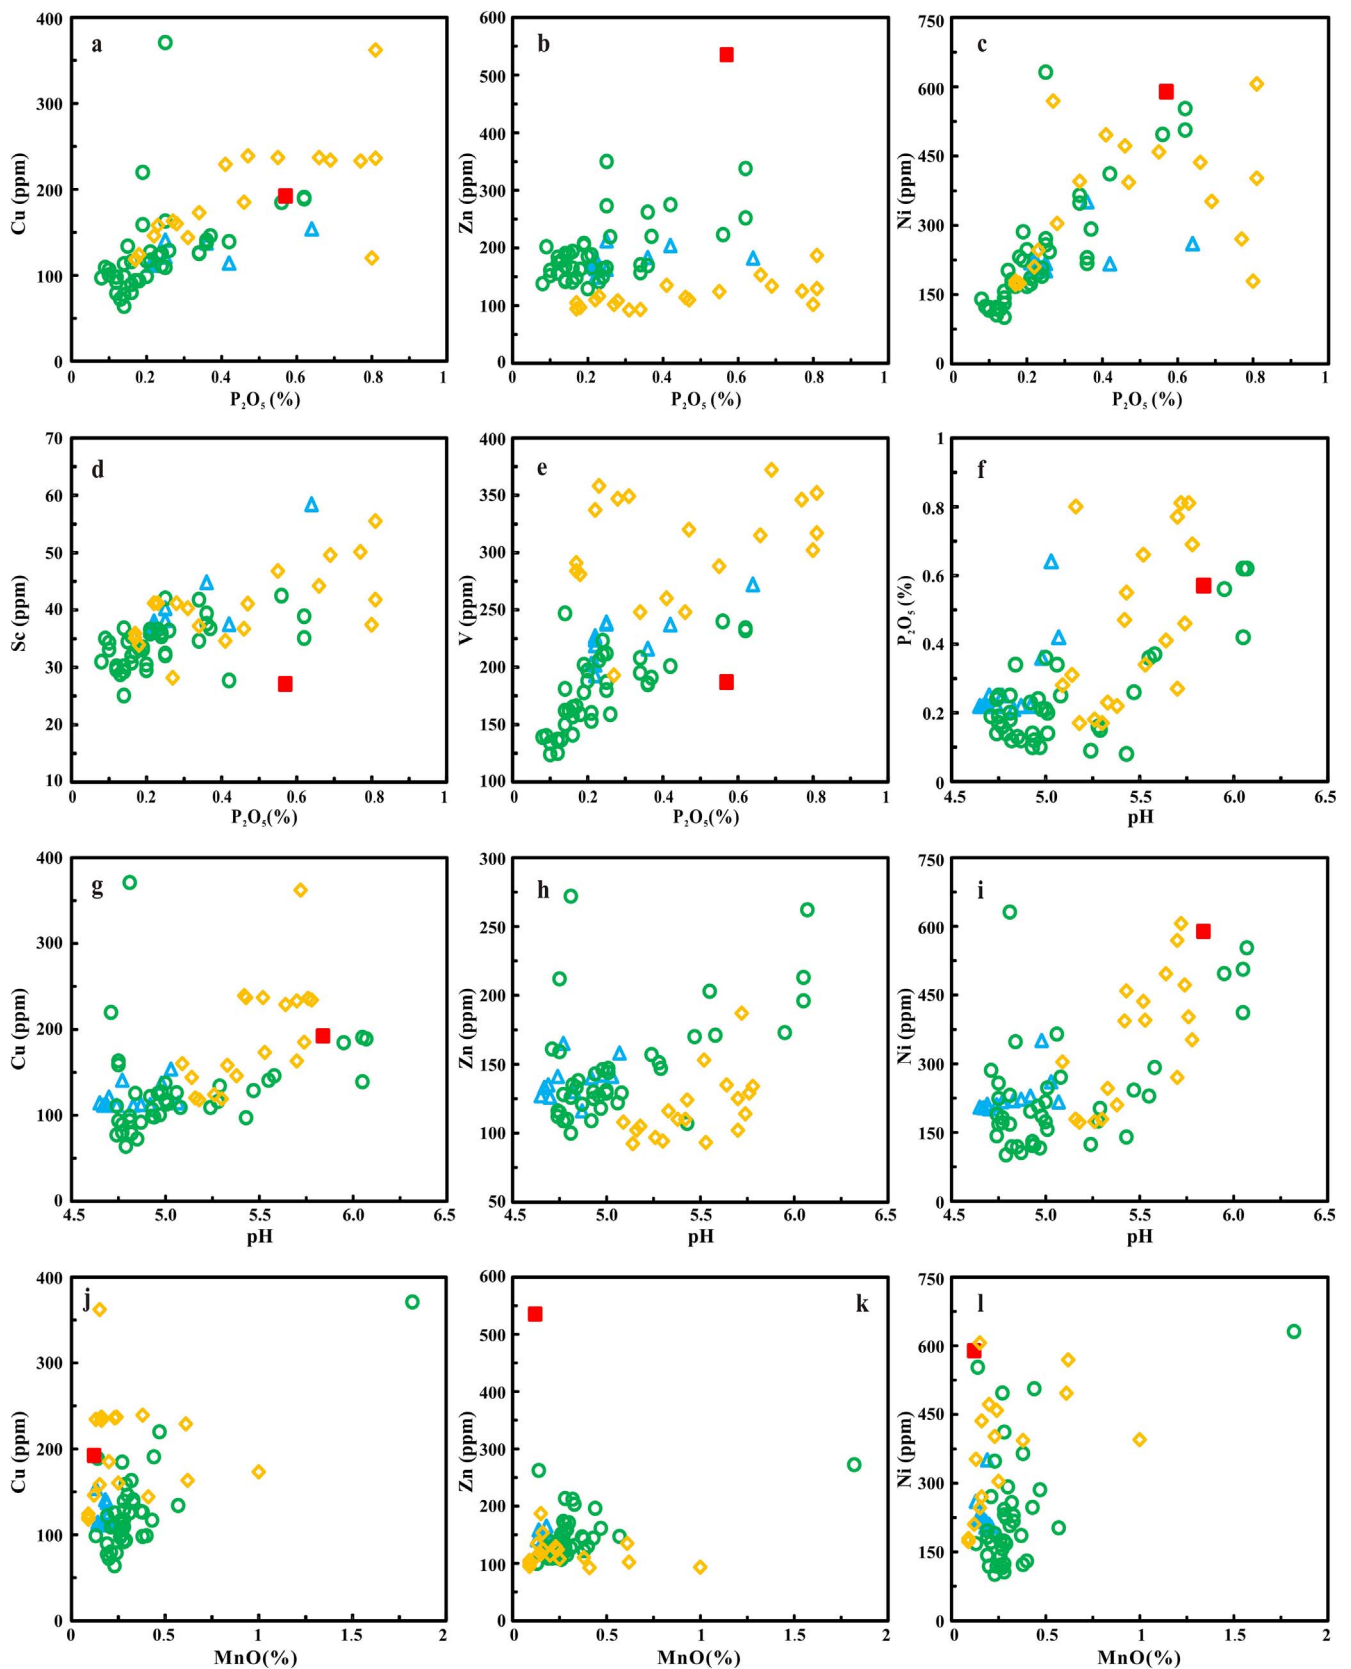 400 300 200 100 0
Cu (ppm)
a
0 0.2 0.4 0.6 0.8 1
P₂O₅ (%)
600 500 400 300 200 100 0
Zn (ppm)
b
0 0.2 0.4 0.6 0.8 1
P₂O₅ (%)
750 600 450 300 150 0
Ni (ppm)
c
0 0.2 0.4 0.6 0.8 1
P₂O₅ (%)
70 60 50 40 30 20 10
Sc (ppm)
d
0 0.2 0.4 0.6 0.8 1
P₂O₅(%)
400 350 300 250 200 150 100
V (ppm)
e
0 0.2 0.4 0.6 0.8 1
P₂O₅(%)
1 0.8 0.6 0.4 0.2 0
P₂O₅ (%)
f
4.5 5.0 5.5 6.0 6.5
pH
400 300 200 100 0
Cu (ppm)
g
4.5 5.0 5.5 6.0 6.5
pH
300 250 200 150 100 50
Zn (ppm)
h
4.5 5.0 5.5 6.0 6.5
pH
750 600 450 300 150 0
Ni (ppm)
i
4.5 5.0 5.5 6.0 6.5
pH
400 300 200 100 0
Cu (ppm)
j
0 0.5 1 1.5 2
MnO(%)
600 500 400 300 200 100 0
Zn (ppm)
k
0 0.5 1 1.5 2
MnO(%)
750 600 450 300 150 0
Ni (ppm)
l
0 0.5 1 1.5 2
MnO(%)